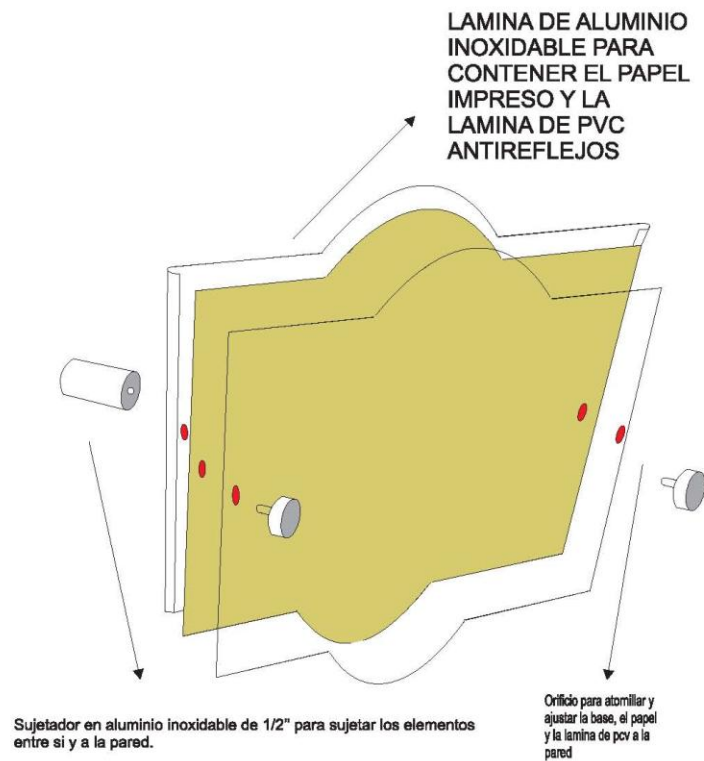 LAMINA DE ALUMINIO
INOXIDABLE PARA
CONTENER EL PAPEL
IMPRESO Y LA
LAMINA DE PVC
ANTIREFLEJOS
Sujetador en aluminio inoxidable de 1/2" para sujetar los elementos
entre si y a la pared.
Orificio para atornillar y
ajustar la base, el papel
y la lamina de pcv a la
pared